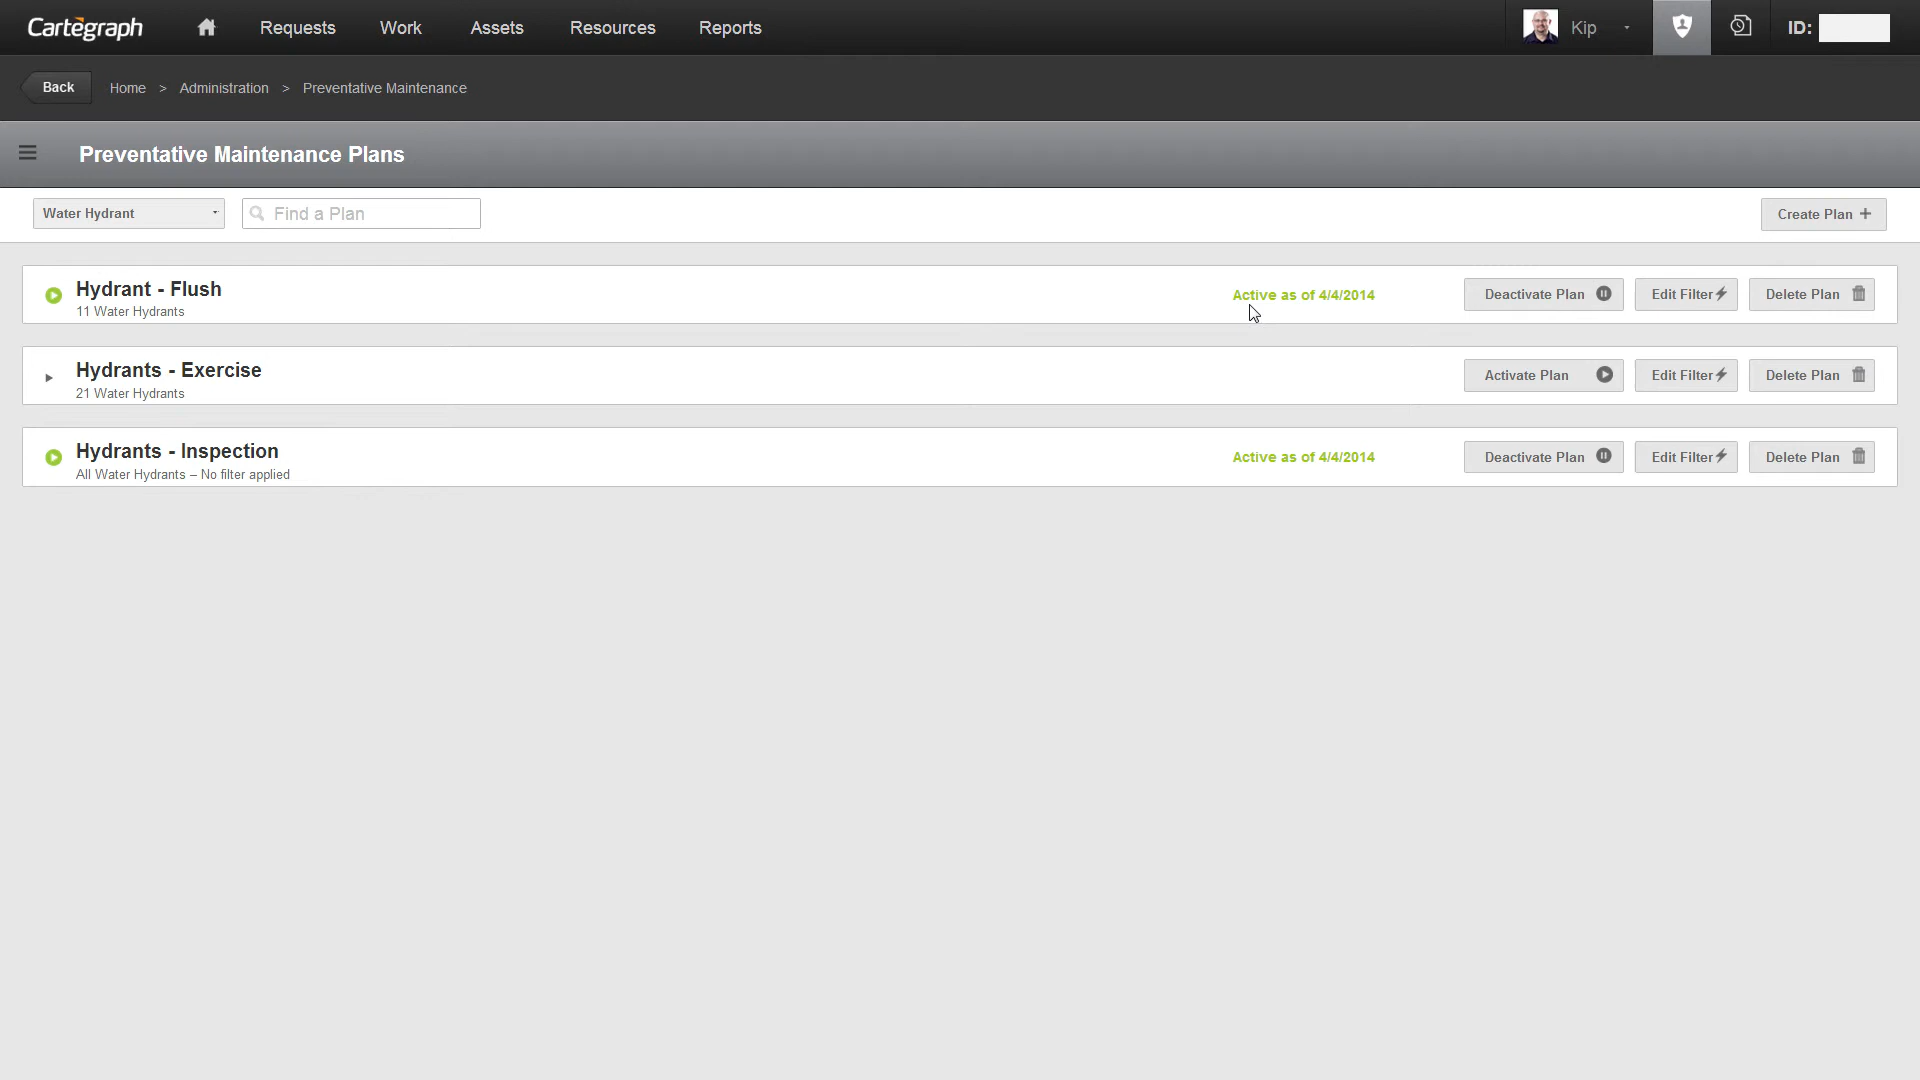 Cartëgraph
Requests
Work
Assets
Resources
Reports
Kip
ID:
Back
Home > Administration > Preventative Maintenance
Preventative Maintenance Plans
Water Hydrant
Find a Plan
Create Plan +
Hydrant - Flush
11 Water Hydrants
Active as of 4/4/2014
Deactivate Plan
Edit Filter
Delete Plan
Hydrants - Exercise
21 Water Hydrants
Activate Plan
Edit Filter
Delete Plan
Hydrants - Inspection
All Water Hydrants – No filter applied
Active as of 4/4/2014
Deactivate Plan
Edit Filter
Delete Plan